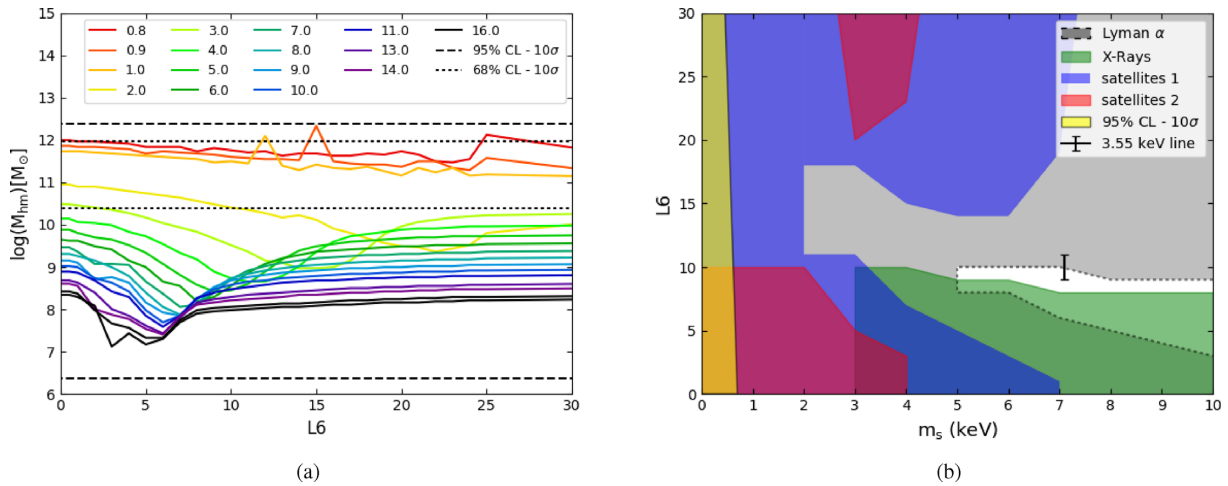 15
14
13
12
11
10
9
8
7
6
log(M_hm)[M_⊙]
0.8 3.0 7.0 11.0 16.0
0.9 4.0 8.0 13.0 95% CL - 10σ
1.0 5.0 9.0 14.0 68% CL - 10σ
2.0 6.0 10.0
0 5 10 15 20 25 30
L6
(a)
30
25
20
15
10
5
0
L6
Lyman α
X-Rays
satellites 1
satellites 2
95% CL - 10σ
3.55 keV line
0 1 2 3 4 5 6 7 8 9 10
m_s (keV)
(b)